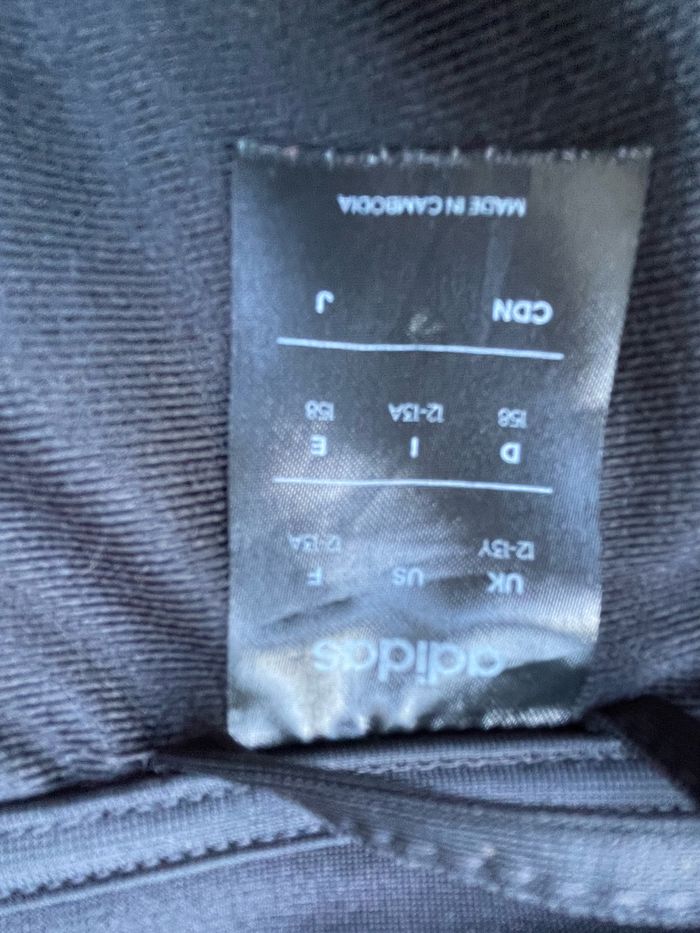 adidas
UK US F
12-13Y 12-13A
D I E
158 12-13A 158
CDN J
MADE IN CAMBODIA